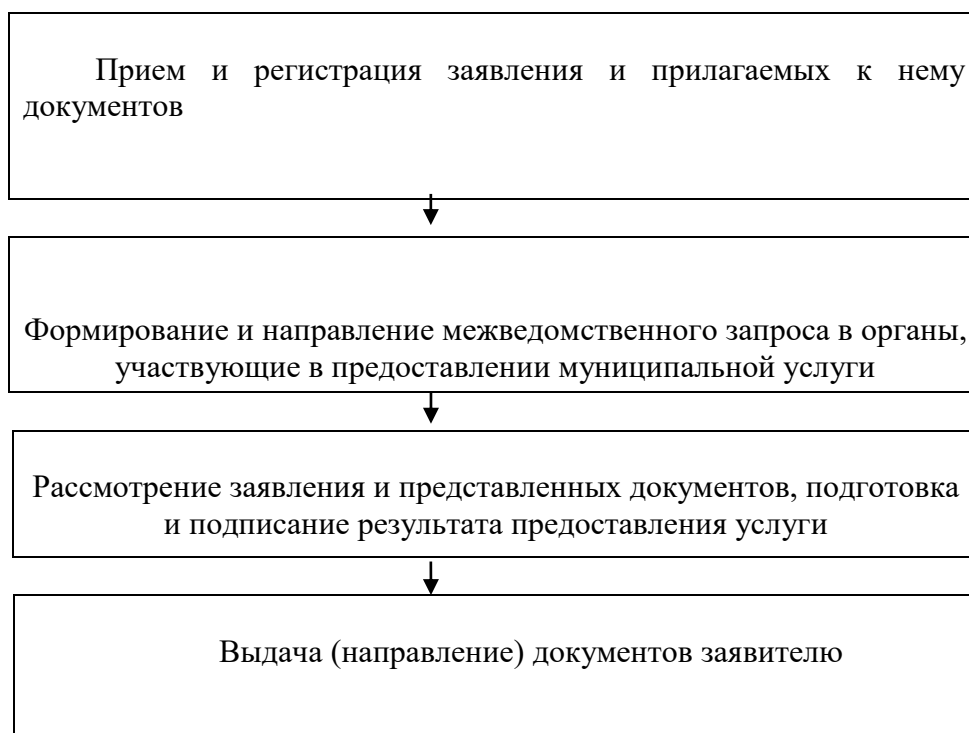 Прием и регистрация заявления и прилагаемых к нему
документов
Формирование и направление межведомственного запроса в органы,
участвующие в предоставлении муниципальной услуги
Рассмотрение заявления и представленных документов, подготовка
и подписание результата предоставления услуги
Выдача (направление) документов заявителю